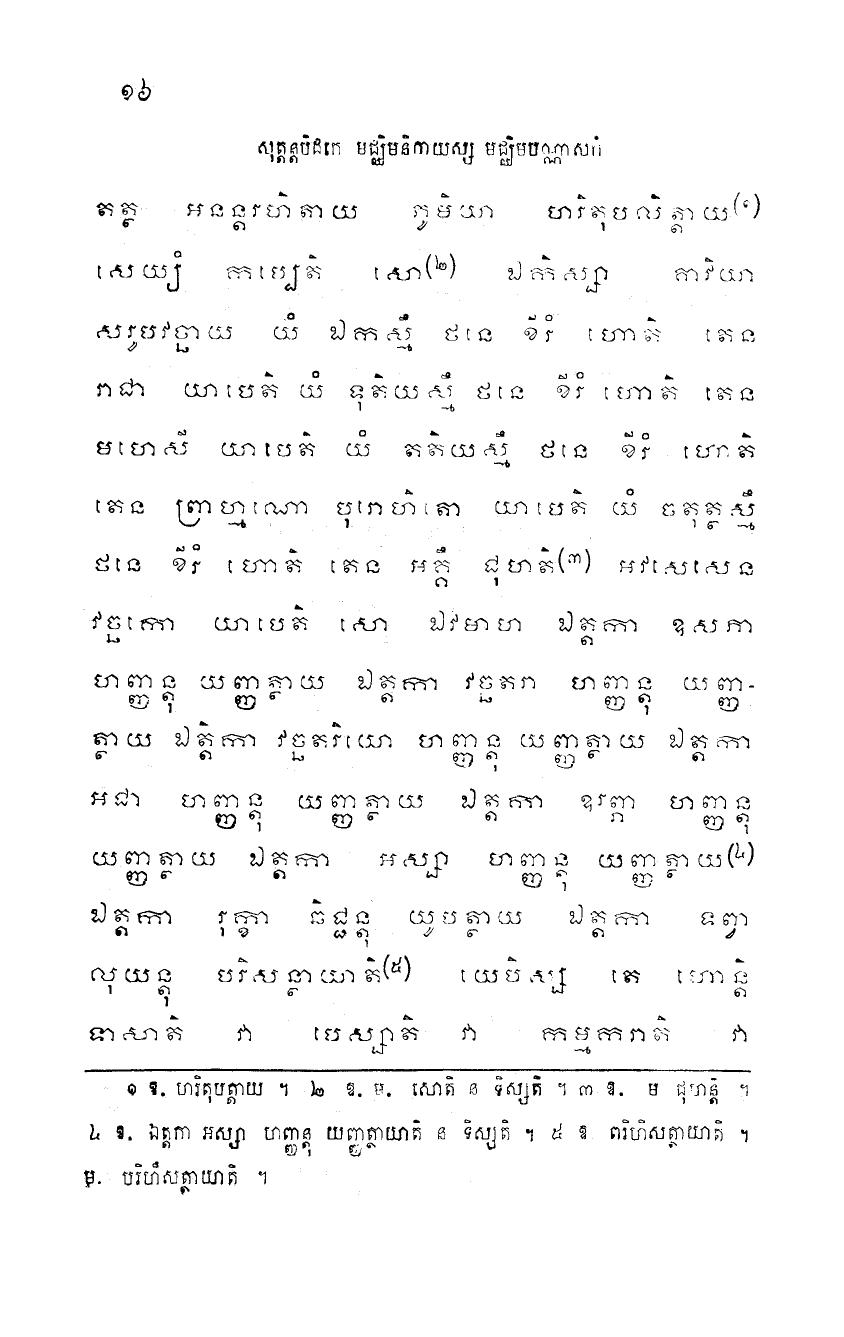 ១៦
សុត្តន្តបិដកេ មជ្ឈិមនិកាយស្ស មជ្ឈិមបណ្ណាសកំ
តត្ថ អនន្តរហិតាយ ភូមិយា ហរិតុបលិត្តាយ(១)
សេយ្យំ កប្បេតិ សោ(២) ឯកិស្សា គាវិយា
សរូបវច្ឆាយ យំ ឯកស្មឹ ថនេ ខីរំ ហោតិ តេន
រាជា យាបេតិ យំ ទុតិយស្មឹ ថនេ ខីរំ ហោតិ តេន
មហេសី យាបេតិ យំ តតិយស្មឹ ថនេ ខីរំ ហោតិ
តេន ព្រាហ្មណោ បុរោហិតោ យាបេតិ យំ ចតុត្ថស្មឹ
ថនេ ខីរំ ហោតិ តេន អគ្គឹ ជុហតិ(៣) អវសេសេន
វច្ឆកោ យាបេតិ សោ ឯវមាហ ឯត្តកា ឧសភា
ហញ្ញន្តុ យញ្ញត្ថាយ ឯត្តកា វច្ឆតរា ហញ្ញន្តុ យញ្ញ-
ត្ថាយ ឯត្តិកា វច្ឆតរិយោ ហញ្ញន្តុ យញ្ញត្ថាយ ឯត្តកា
អជា ហញ្ញន្តុ យញ្ញត្ថាយ ឯត្តកា ឧរព្ភា ហញ្ញន្តុ
យញ្ញត្ថាយ ឯត្តកា អស្សា ហញ្ញន្តុ យញ្ញត្ថាយ(៤)
ឯត្តកា រុក្ខា ឆិជ្ជន្តុ យូបត្ថាយ ឯត្តកា ទព្វា
លុយន្តុ បរិសន្ថាយាតិ(៥) យេបិស្ស តេ ហោន្តិ
ទាសាតិ វា បេស្សាតិ វា កម្មករាតិ វា
១ ឱ. ហរិតុបត្តាយ ។ ២ ឱ. ម. សោតិ ន ទិស្សតិ ។ ៣ ឱ. ម ជុហន្តិ ។
៤ ឱ. ឯត្តកា អស្សា ហញ្ញន្តុ យញ្ញត្ថាយាតិ ន ទិស្សតិ ។ ៥ ឱ ពរិហិសត្ថាយាតិ ។
ម. បរិហឹសត្ថាយាតិ ។